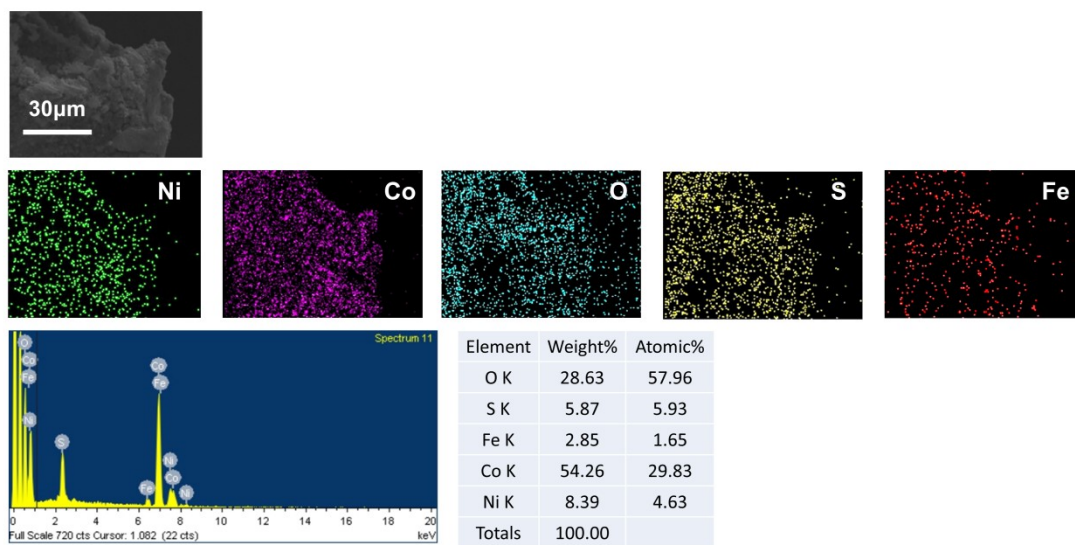 30μm
Ni
Co
O
S
Fe
Spectrum 11
O
Co
Fe
Ni
S
Co
Fe
Fe
Ni
Co
Ni
0 2 4 6 8 10 12 14 16 18 20
Full Scale 720 cts Cursor: 1.082 (22 cts) keV
Element Weight% Atomic%
O K 28.63 57.96
S K 5.87 5.93
Fe K 2.85 1.65
Co K 54.26 29.83
Ni K 8.39 4.63
Totals 100.00